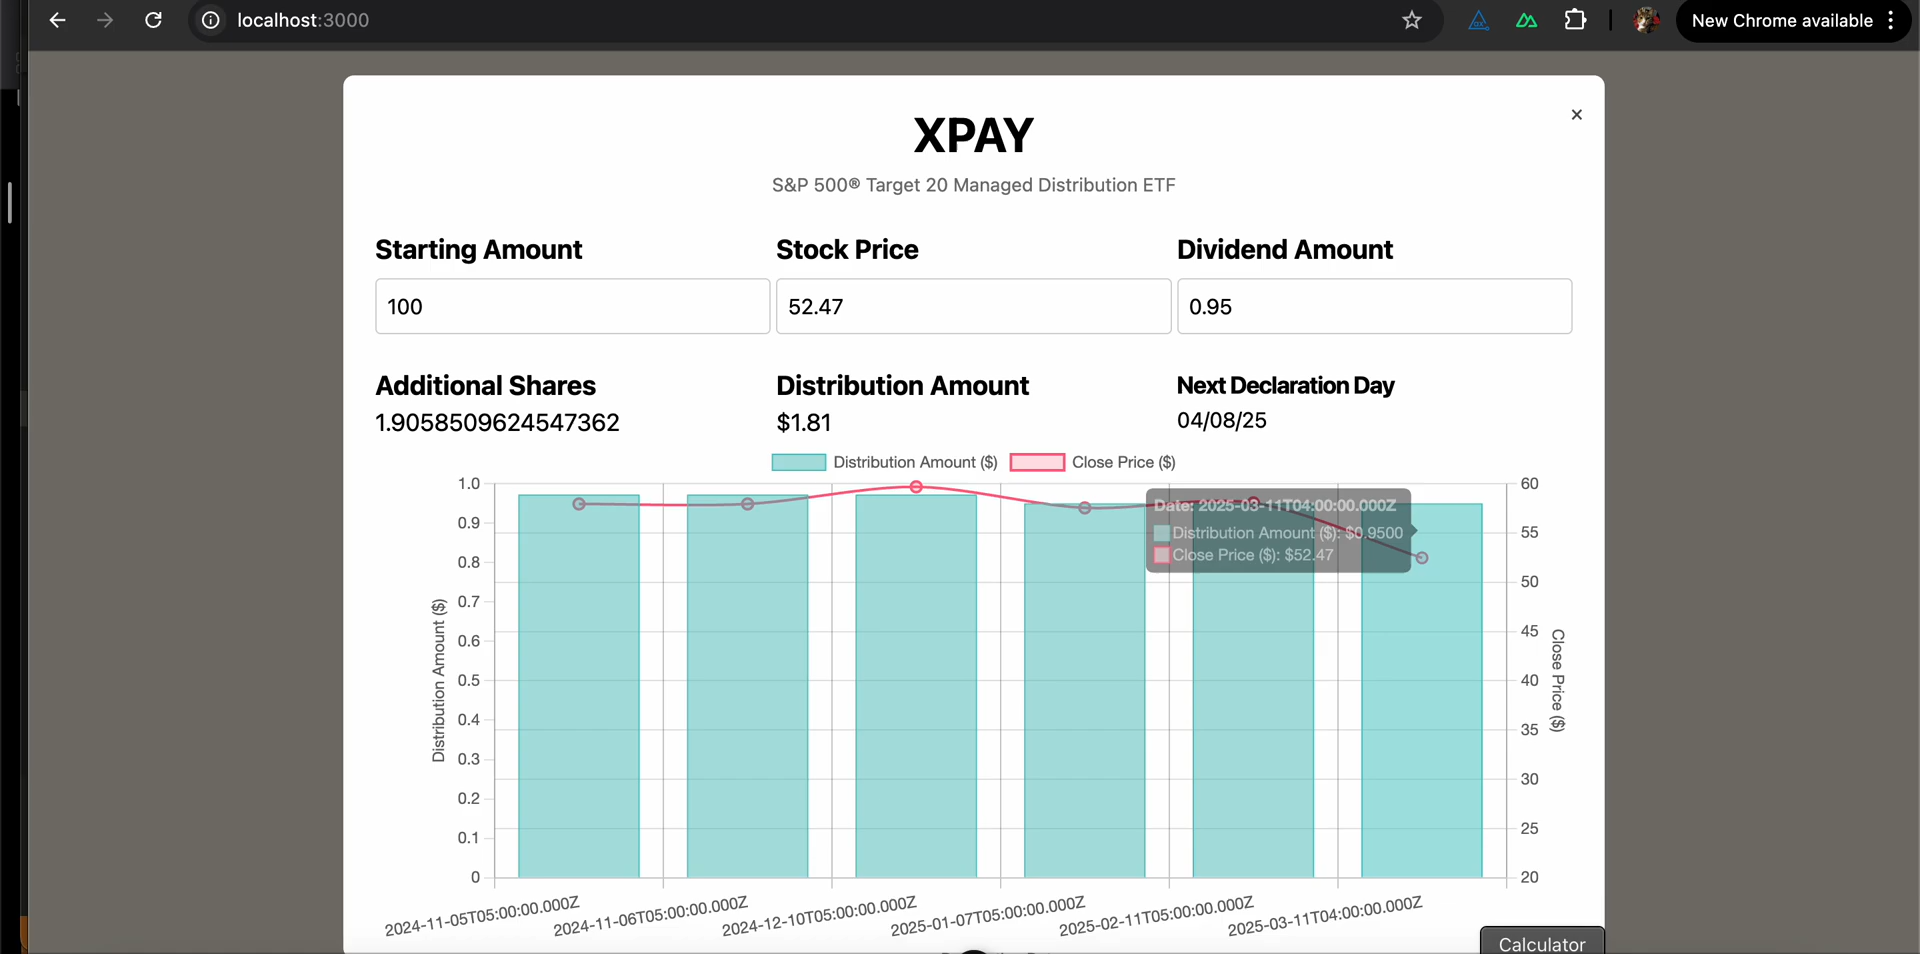 localhost:3000
New Chrome available
×
XPAY
S&P 500® Target 20 Managed Distribution ETF
Starting Amount
Stock Price
Dividend Amount
100
52.47
0.95
Additional Shares
Distribution Amount
Next Declaration Day
1.9058509624547362
$1.81
04/08/25
Distribution Amount ($)
Close Price ($)
1.0
0.9
0.8
0.7
0.6
0.5
0.4
0.3
0.2
0.1
0
Distribution Amount ($)
Date: 2025-03-11T04:00:00.000Z
Distribution Amount ($): $0.9500
Close Price ($): $52.47
60
55
50
45
40
35
30
25
20
Close Price ($)
2024-11-05T05:00:00.000Z
2024-11-06T05:00:00.000Z
2024-12-10T05:00:00.000Z
2025-01-07T05:00:00.000Z
2025-02-11T05:00:00.000Z
2025-03-11T04:00:00.000Z
Calculator